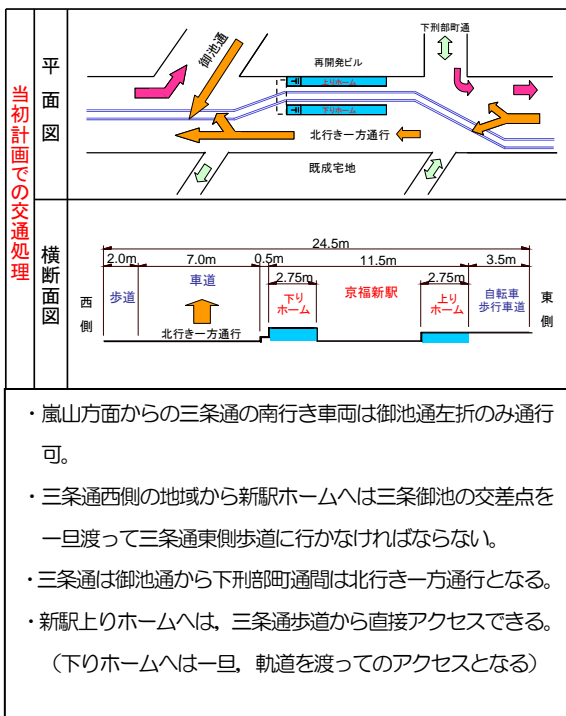 当初計画での交通処理
平面図
御池通
再開発ビル
下刑部町通
上りホーム
下りホーム
北行き一方通行
既成宅地
横断面図
24.5m
2.0m
7.0m
0.5m
11.5m
3.5m
歩道
車道
2.75m
2.75m
下りホーム
京福新駅
上りホーム
自転車歩行車道
西側
東側
北行き一方通行
・嵐山方面からの三条通の南行き車両は御池通左折のみ通行
可。
・三条通西側の地域から新駅ホームへは三条御池の交差点を
一旦渡って三条通東側歩道に行かなければならない。
・三条通は御池通から下刑部町通間は北行き一方通行となる。
・新駅上りホームへは，三条通歩道から直接アクセスできる。
（下りホームへは一旦，軌道を渡ってのアクセスとなる）